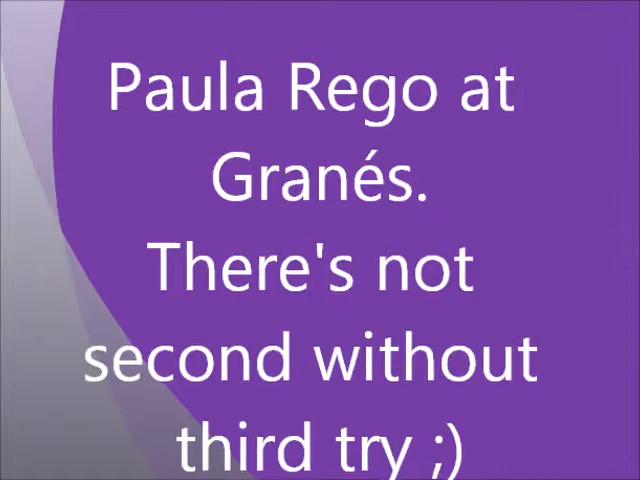 Paula Rego at
Granés.
There's not
second without
third try ;)